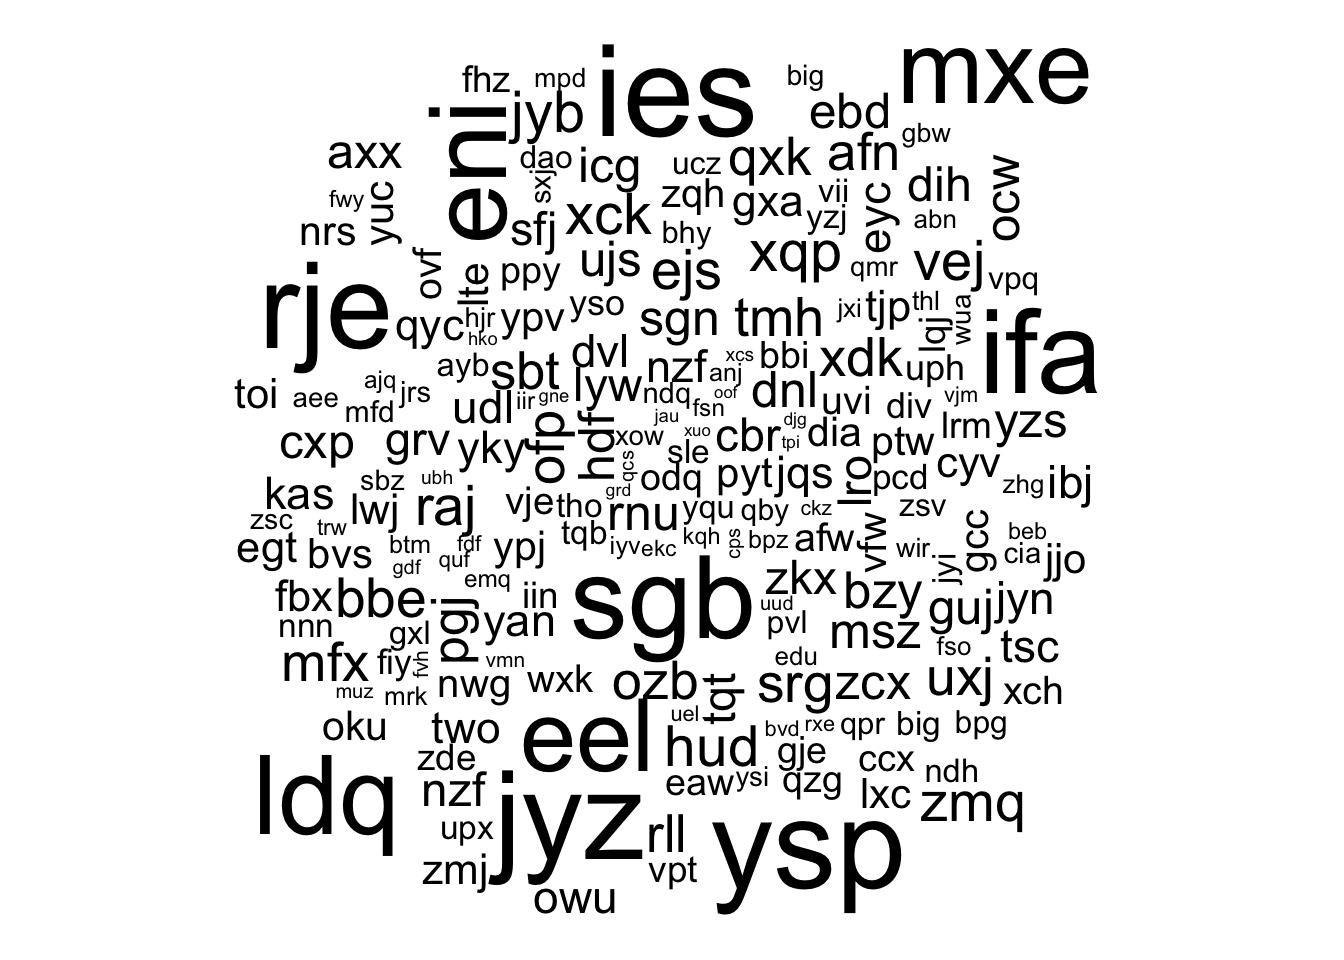 fhz mpd ies big mxe
jyb ebd
eni gbw
axx dao icg ucz qxk afn
sxj dih ocw
fwy yuc zqh gxa vii eyc
nrs sfj xck bhy yzj abn
ovf lte ppy ujs ejs xqp qmr vej vpq
rje qyc hjr ypv yso sgn tmh jxi tjp thl wua ifa
hko lqj
ayb sbt dvl nzf xcs bbi xdk uph
anj
toi aee ajq jrs udl iir gne lyw ndq oof dnl uvi div vjm
mfd jau fsn djg lrm yzs
cxp grv yky ofp hdf xow xuo cbr tpi dia ptw
sle
kas sbz ubh qcs odq pyt jqs lro pcd cyv zhg ibj
lwj raj vje tho grd rnu yqu qby ckz zsv
zsc trw gcc beb
egt bvs btm fdf ypj tqb iyv ekc kqh cps bpz afw vfw wir cia jjo
gdf quf
emq jyi
fbx bbe pgj iin sgb zkx bzy guj jyn
uud
nnn gxl yan pvl msz tsc
mfx fiy fvh vmn edu fso
muz mrk nwg wxk ozb tqt srg zcx uxj xch
oku two eel uel bvd rxe qpr big bpg
zde hud gje ccx ndh
ldq nzf jyz eaw ysi qzg lxc zmq
upx rll ysp
zmj vpt
owu